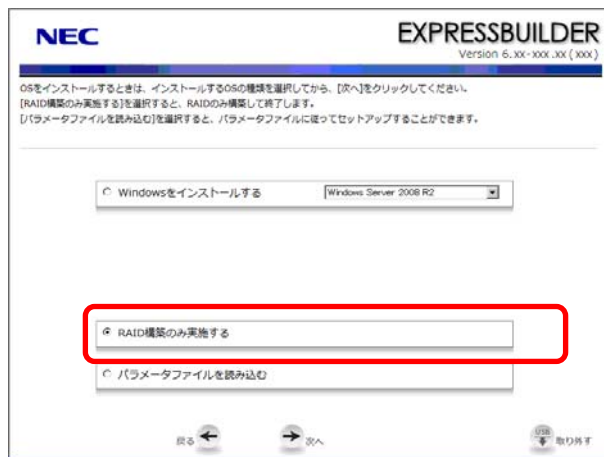 NEC
EXPRESSBUILDER
Version 6.xx-xxx.xx(xxx)
OSをインストールするときは、インストールするOSの種類を選択してから、[次へ]をクリックしてください。
[RAID構築のみ実施する]を選択すると、RAIDのみ構築して終了します。
[パラメータファイルを読み込む]を選択すると、パラメータファイルに従ってセットアップすることができます。
Windowsをインストールする Windows Server 2008 R2
RAID構築のみ実施する
パラメータファイルを読み込む
戻る 次へ USB 取り外す